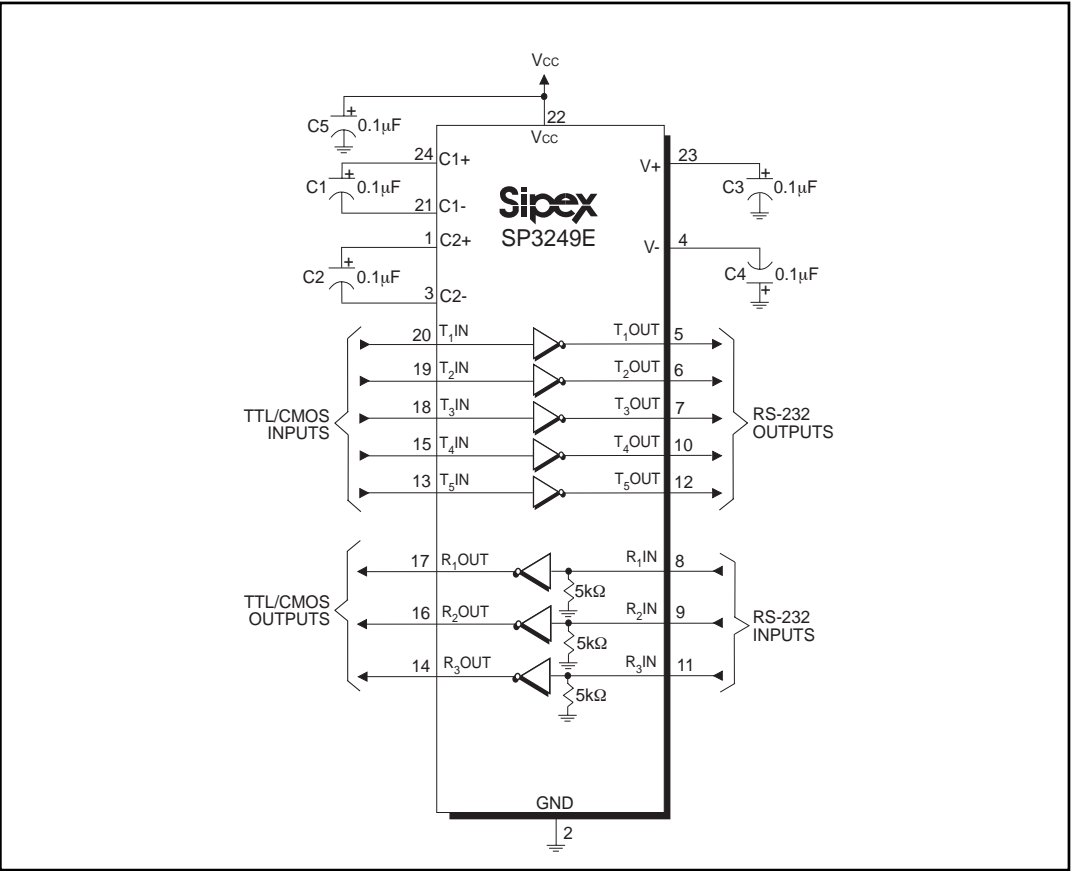 Vcc
22
Vcc
C5
+
0.1µF
24
C1+
C1
+
0.1µF
21
C1-
1
C2+
C2
+
0.1µF
3
C2-
Sipex
SP3249E
V+
23
C3
+
0.1µF
V-
4
C4
0.1µF
+
TTL/CMOS
INPUTS
20 T1IN T1OUT 5
19 T2IN T2OUT 6
18 T3IN T3OUT 7
15 T4IN T4OUT 10
13 T5IN T5OUT 12
RS-232
OUTPUTS
TTL/CMOS
OUTPUTS
17 R1OUT R1IN 8
5kΩ
16 R2OUT R2IN 9
5kΩ
14 R3OUT R3IN 11
5kΩ
RS-232
INPUTS
GND
2